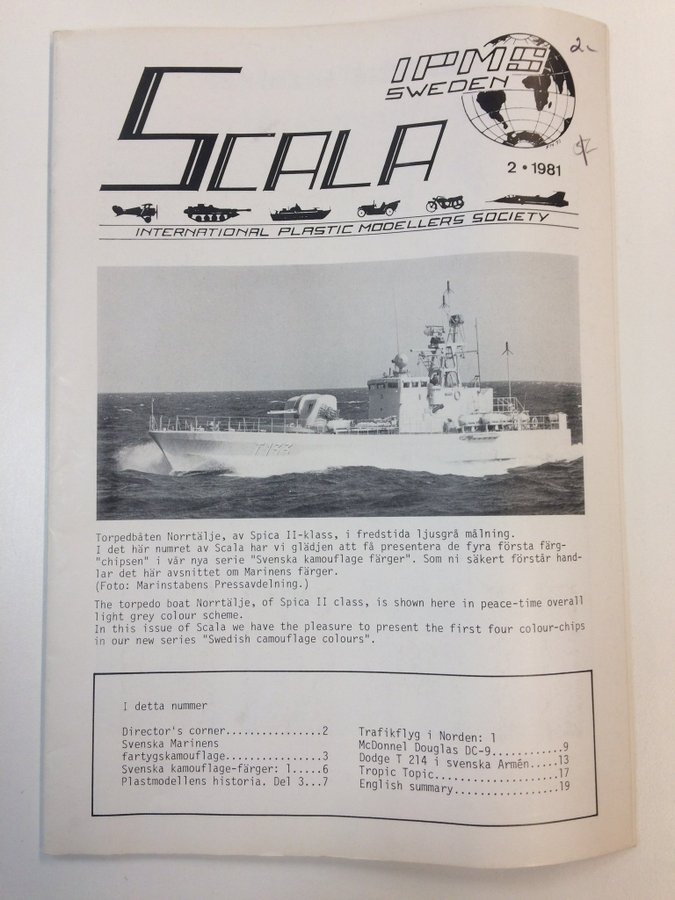 IPMS
SWEDEN
2-
SCALA
2 • 1981
INTERNATIONAL PLASTIC MODELLERS SOCIETY
T133
Torpedbåten Norrtälje, av Spica II-klass, i fredstida ljusgrå målning.
I det här numret av Scala har vi glädjen att få presentera de fyra första färg-
"chipsen" i vår nya serie "Svenska kamouflage färger". Som ni säkert förstår hand-
lar det här avsnittet om Marinens färger.
(Foto: Marinstabens Pressavdelning.)
The torpedo boat Norrtälje, of Spica II class, is shown here in peace-time overall
light grey colour scheme.
In this issue of Scala we have the pleasure to present the first four colour-chips
in our new series "Swedish camouflage colours".
I detta nummer
Director's corner................2
Svenska Marinens
fartygskamouflage................3
Svenska kamouflage-färger: 1.....6
Plastmodellens historia. Del 3...7
Trafikflyg i Norden: 1
McDonnel Douglas DC-9...........9
Dodge T 214 i svenska Armén.....13
Tropic Topic....................17
English summary.................19